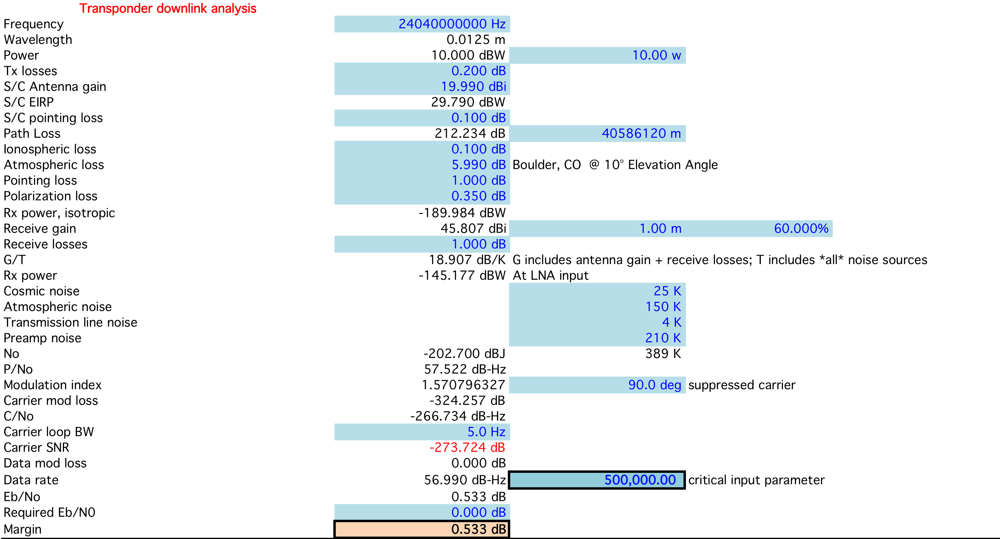 Transponder downlink analysis
Frequency 24040000000 Hz
Wavelength 0.0125 m
Power 10.000 dBW 10.00 w
Tx losses 0.200 dB
S/C Antenna gain 19.990 dBi
S/C EIRP 29.790 dBW
S/C pointing loss 0.100 dB
Path Loss 212.234 dB 40586120 m
Ionospheric loss 0.100 dB
Atmospheric loss 5.990 dB Boulder, CO @ 10° Elevation Angle
Pointing loss 1.000 dB
Polarization loss 0.350 dB
Rx power, isotropic -189.984 dBW
Receive gain 45.807 dBi 1.00 m 60.000%
Receive losses 1.000 dB
G/T 18.907 dB/K G includes antenna gain + receive losses; T includes *all* noise sources
Rx power -145.177 dBW At LNA input
Cosmic noise 25 K
Atmospheric noise 150 K
Transmission line noise 4 K
Preamp noise 210 K
No -202.700 dBJ 389 K
P/No 57.522 dB-Hz
Modulation index 1.570796327 90.0 deg suppressed carrier
Carrier mod loss -324.257 dB
C/No -266.734 dB-Hz
Carrier loop BW 5.0 Hz
Carrier SNR -273.724 dB
Data mod loss 0.000 dB
Data rate 56.990 dB-Hz 500,000.00 critical input parameter
Eb/No 0.533 dB
Required Eb/N0 0.000 dB
Margin 0.533 dB